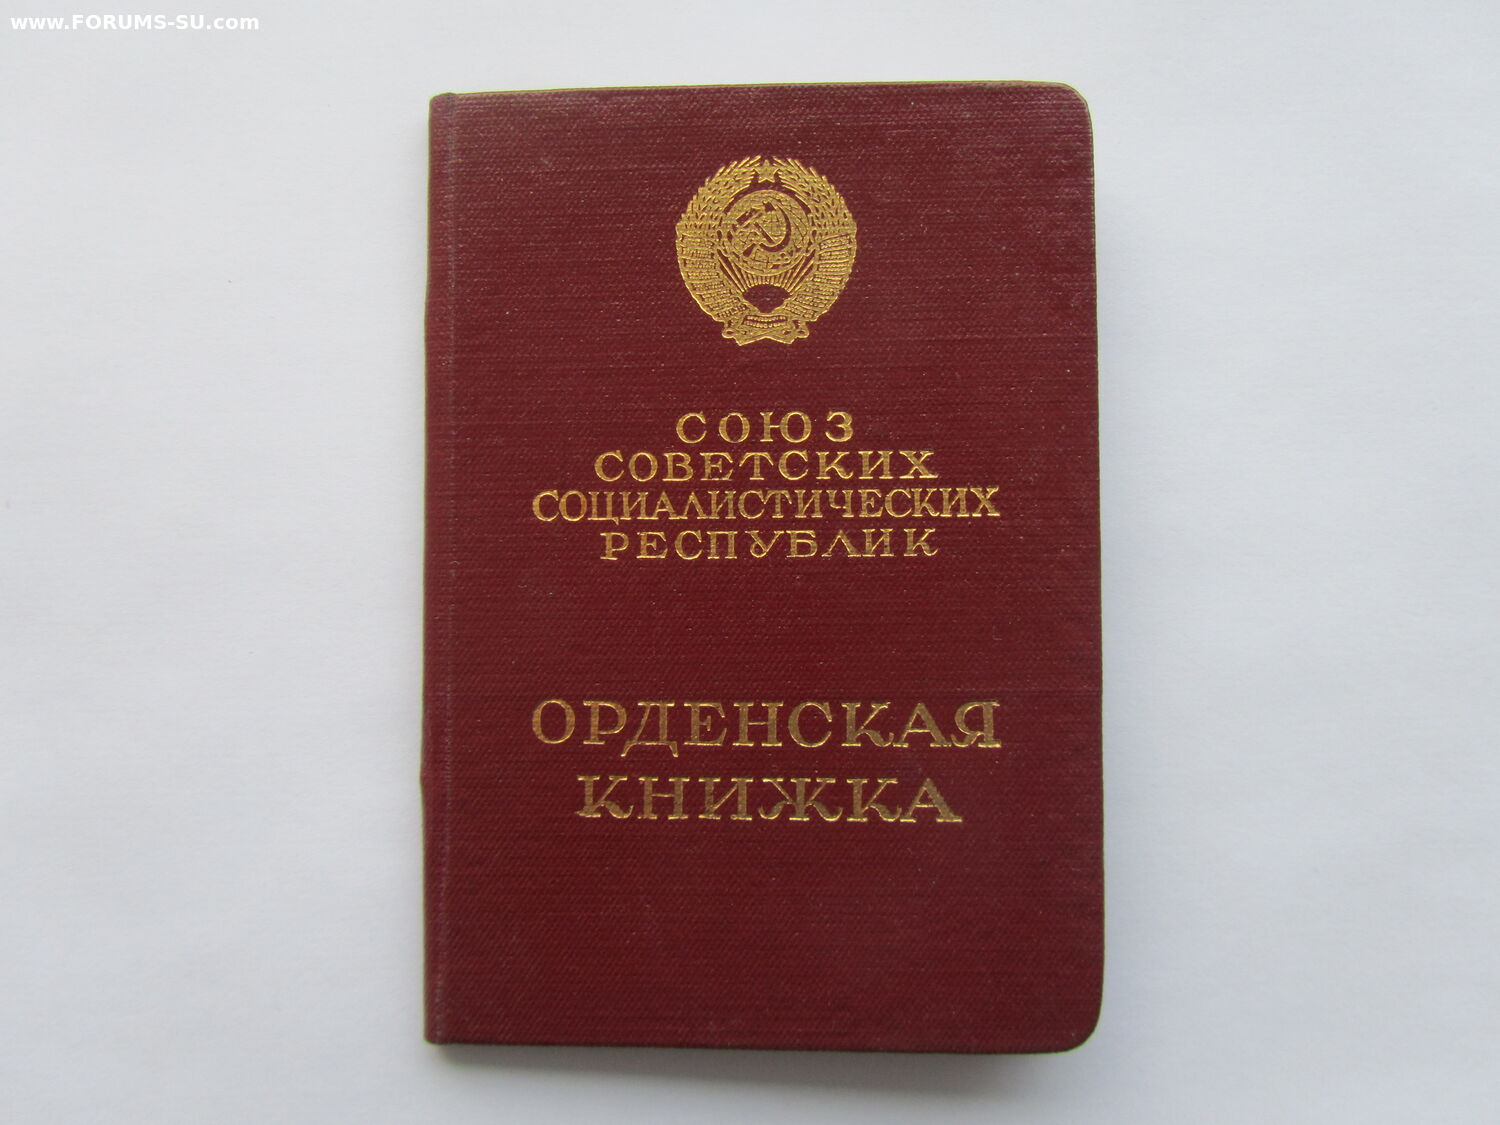 www.FORUMS-SU.com
СОЮЗ
СОВЕТСКИХ
СОЦИАЛИСТИЧЕСКИХ
РЕСПУБЛИК
ОРДЕНСКАЯ
КНИЖКА